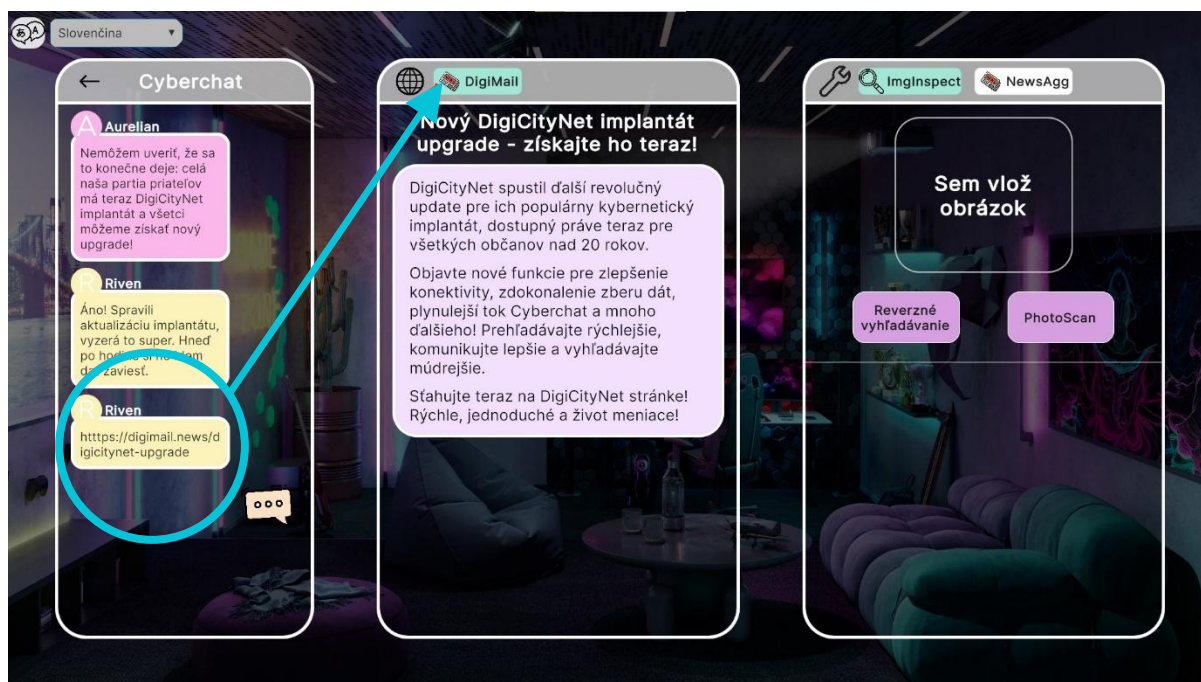 あ A
Slovenčina
Cyberchat
A Aurelian
Nemôžem uveriť, že sa
to konečne deje: celá
naša partia priateľov
má teraz DigiCityNet
implantát a všetci
môžeme získať nový
upgrade!
R Riven
Áno! Spravili
aktualizáciu implantátu,
vyzerá to super. Hneď
po
zaviesť.
R Riven
htttps://digimail.news/d
igicitynet-upgrade
DigiMail
Nový DigiCityNet implantát
upgrade - získajte ho teraz!
DigiCityNet spustil ďalší revolučný
update pre ich populárny kybernetický
implantát, dostupný práve teraz pre
všetkých občanov nad 20 rokov.
Objavte nové funkcie pre zlepšenie
konektivity, zdokonalenie zberu dát,
plynulejší tok Cyberchat a mnoho
ďalšieho! Prehľadávajte rýchlejšie,
komunikujte lepšie a vyhľadávajte
múdrejšie.
Sťahujte teraz na DigiCityNet stránke!
Rýchle, jednoduché a život meniace!
ImgInspect
NewsAgg
Sem vlož
obrázok
Reverzné
vyhľadávanie
PhotoScan